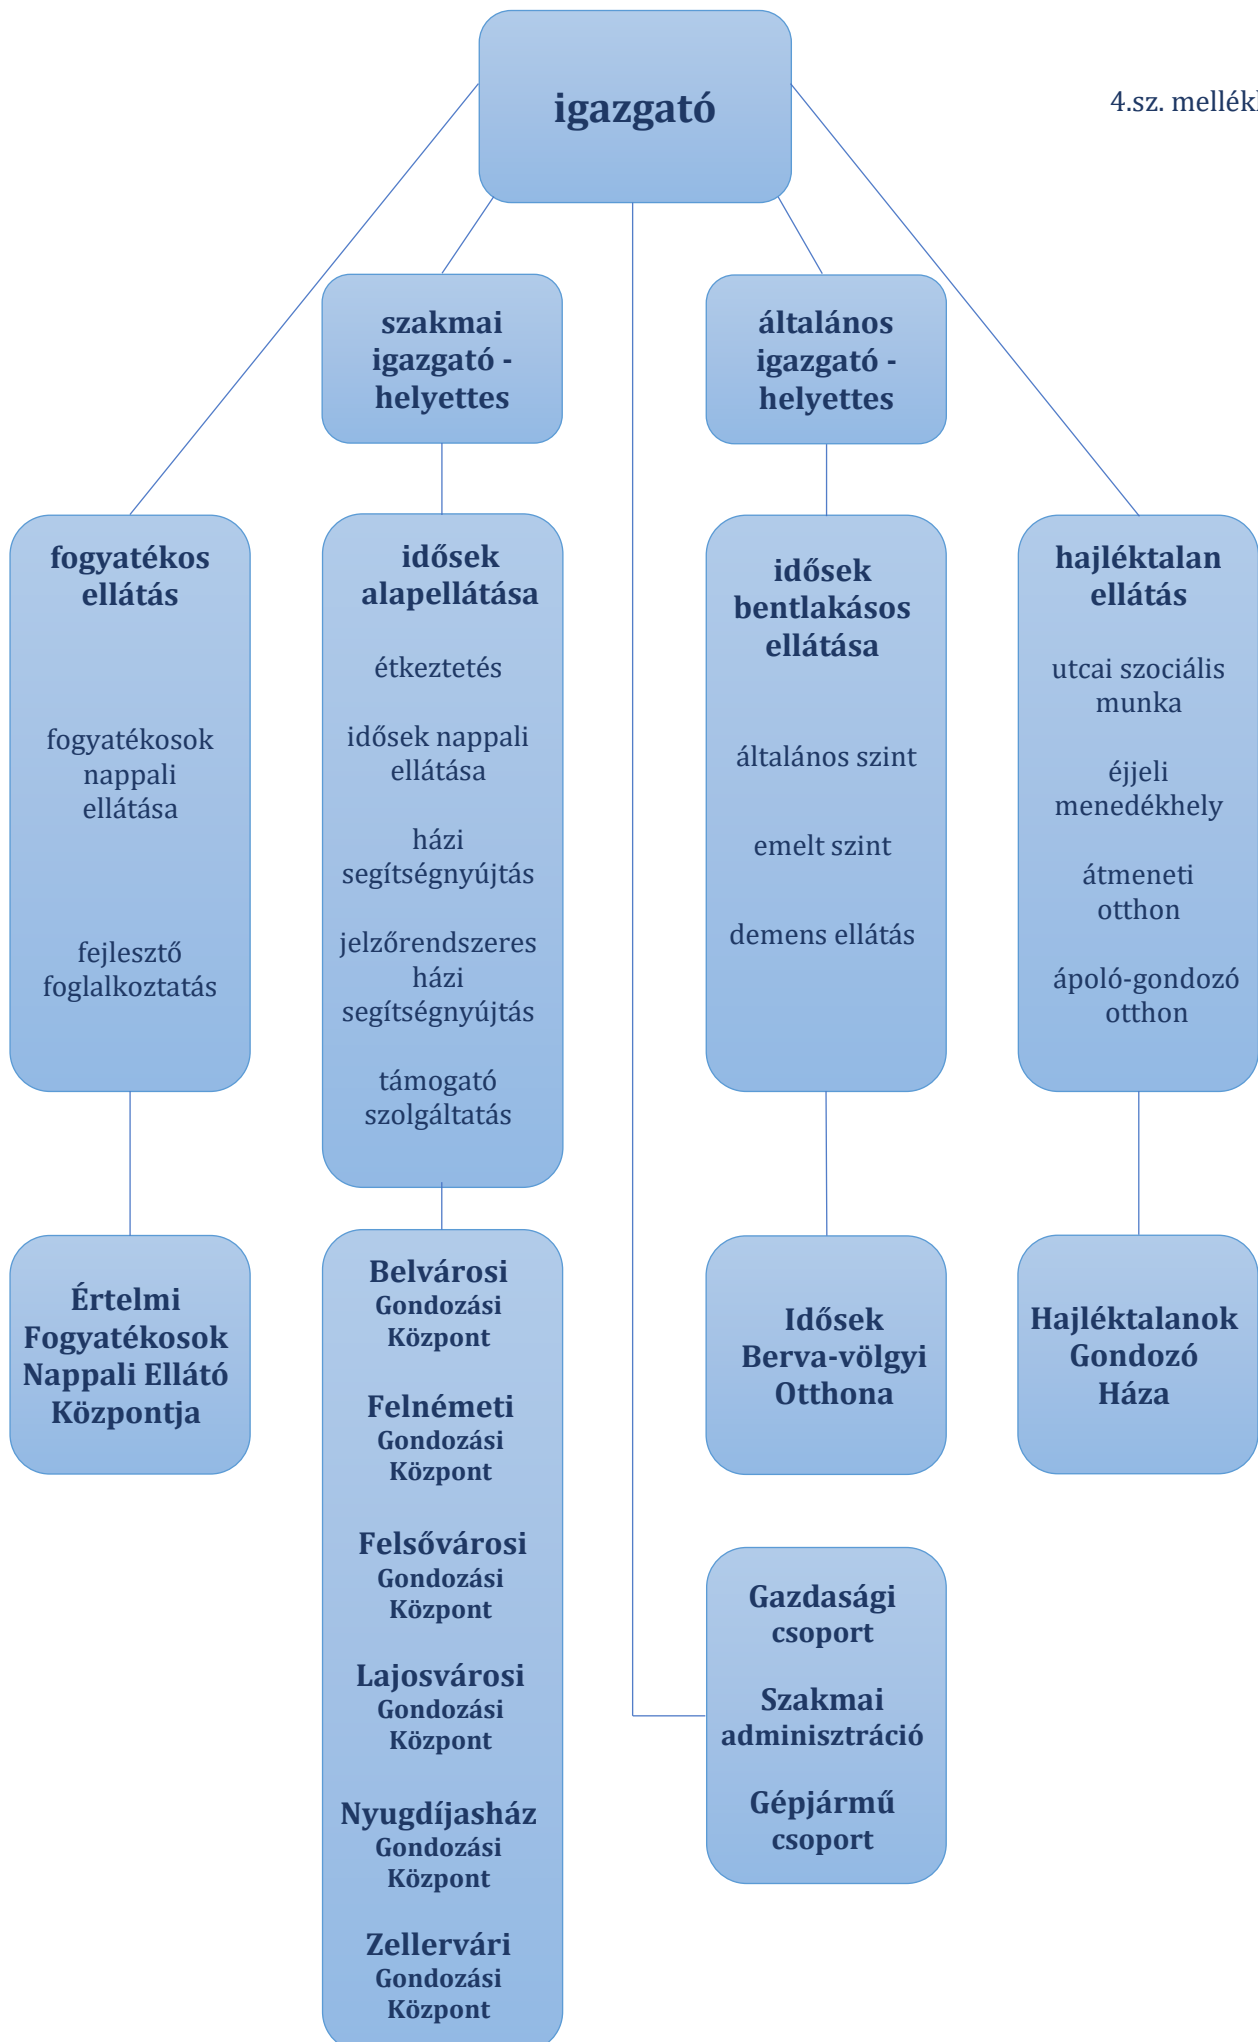 igazgató
4.sz. mellékl
szakmai
igazgató -
helyettes
általános
igazgató -
helyettes
fogyatékos
ellátás
fogyatékosok
nappali
ellátása
fejlesztő
foglalkoztatás
idősek
alapellátása
étkeztetés
idősek nappali
ellátása
házi
segítségnyújtás
jelzőrendszeres
házi
segítségnyújtás
támogató
szolgáltatás
idősek
bentlakásos
ellátása
általános szint
emelt szint
demens ellátás
hajléktalan
ellátás
utcai szociális
munka
éjjeli
menedékhely
átmeneti
otthon
ápoló-gondozó
otthon
Értelmi
Fogyatékosok
Nappali Ellátó
Központja
Belvárosi
Gondozási
Központ
Felnémeti
Gondozási
Központ
Felsővárosi
Gondozási
Központ
Lajosvárosi
Gondozási
Központ
Nyugdíjasház
Gondozási
Központ
Zellervári
Gondozási
Központ
Idősek
Berva-völgyi
Otthona
Hajléktalanok
Gondozó
Háza
Gazdasági
csoport
Szakmai
adminisztráció
Gépjármű
csoport